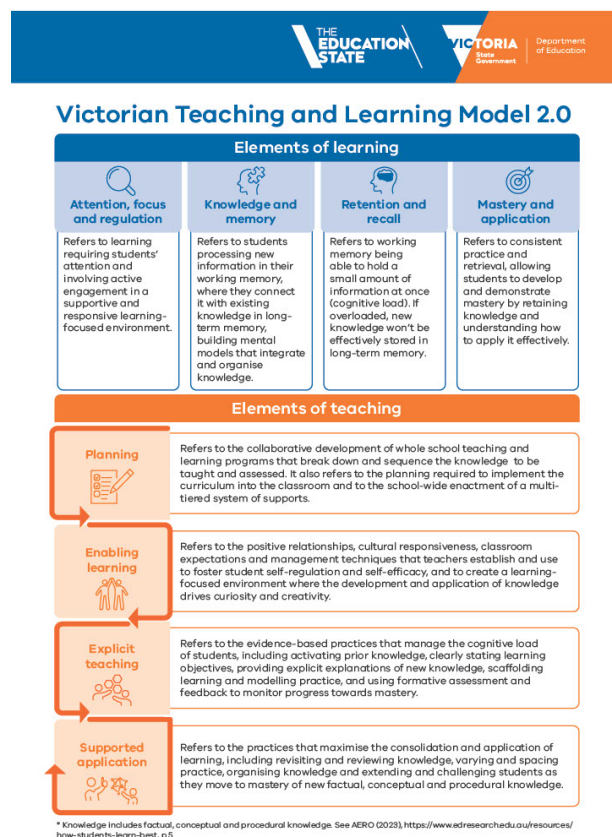 THE
EDUCATION
STATE
VICTORIA
State
Government
Department
of Education
Victorian Teaching and Learning Model 2.0
Elements of learning
Attention, focus
and regulation
Refers to learning
requiring students’
attention and
involving active
engagement in a
supportive and
responsive learning-
focused environment.
Knowledge and
memory
Refers to students
processing new
information in their
working memory,
where they connect
it with existing
knowledge in long-
term memory,
building mental
models that integrate
and organise
knowledge.
Retention and
recall
Refers to working
memory being
able to hold a
small amount of
information at once
(cognitive load). If
overloaded, new
knowledge won’t be
effectively stored in
long-term memory.
Mastery and
application
Refers to consistent
practice and
retrieval, allowing
students to develop
and demonstrate
mastery by retaining
knowledge and
understanding how
to apply it effectively.
Elements of teaching
Planning
Refers to the collaborative development of whole school teaching and
learning programs that break down and sequence the knowledge to be
taught and assessed. It also refers to the planning required to implement the
curriculum into the classroom and to the school-wide enactment of a multi-
tiered system of supports.
Enabling
learning
Refers to the positive relationships, cultural responsiveness, classroom
expectations and management techniques that teachers establish and use
to foster student self-regulation and self-efficacy, and to create a learning-
focused environment where the development and application of knowledge
drives curiosity and creativity.
Explicit
teaching
Refers to the evidence-based practices that manage the cognitive load
of students, including activating prior knowledge, clearly stating learning
objectives, providing explicit explanations of new knowledge, scaffolding
learning and modelling practice, and using formative assessment and
feedback to monitor progress towards mastery.
Supported
application
Refers to the practices that maximise the consolidation and application of
learning, including revisiting and reviewing knowledge, varying and spacing
practice, organising knowledge and extending and challenging students as
they move to mastery of new factual, conceptual and procedural knowledge.
* Knowledge includes factual, conceptual and procedural knowledge. See AERO (2023), https://www.edresearch.edu.au/resources/
how-students-learn-best, p.5